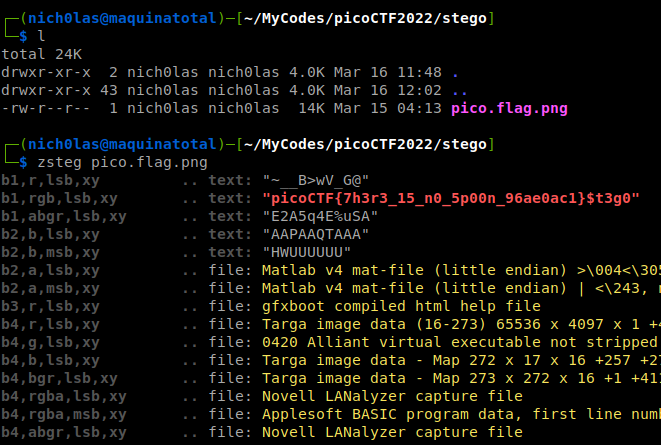 ┌──(nich0las@maquinatotal)-[~/MyCodes/picoCTF2022/stego]
└─$ l
total 24K
drwxr-xr-x  2 nich0las nich0las 4.0K Mar 16 11:48 .
drwxr-xr-x 43 nich0las nich0las 4.0K Mar 16 12:02 ..
-rw-r--r--  1 nich0las nich0las  14K Mar 15 04:13 pico.flag.png
┌──(nich0las@maquinatotal)-[~/MyCodes/picoCTF2022/stego]
└─$ zsteg pico.flag.png
b1,r,lsb,xy         .. text: "~__B>wV_G@"
b1,rgb,lsb,xy       .. text: "picoCTF{7h3r3_15_n0_5p00n_96ae0ac1}$t3g0"
b1,abgr,lsb,xy      .. text: "E2A5q4E%uSA"
b2,b,lsb,xy         .. text: "AAPAAQTAAA"
b2,b,msb,xy         .. text: "HWUUUUUU"
b2,a,lsb,xy         .. file: Matlab v4 mat-file (little endian) >\004<\305
b2,a,msb,xy         .. file: Matlab v4 mat-file (little endian) | <\243,
b3,r,lsb,xy         .. file: gfxboot compiled html help file
b4,r,lsb,xy         .. file: Targa image data (16-273) 65536 x 4097 x 1
b4,g,lsb,xy         .. file: 0420 Alliant virtual executable not stripped
b4,b,lsb,xy         .. file: Targa image data - Map 272 x 17 x 16 +257
b4,bgr,lsb,xy       .. file: Targa image data - Map 273 x 272 x 16 +1
b4,rgba,lsb,xy      .. file: Novell LANalyzer capture file
b4,rgba,msb,xy      .. file: Applesoft BASIC program data, first line
b4,abgr,lsb,xy      .. file: Novell LANalyzer capture file